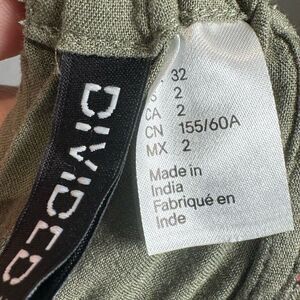 DIVIDED
32
2
CA 2
CN 155/60A
MX 2
Made in
India
Fabriqué en
Inde